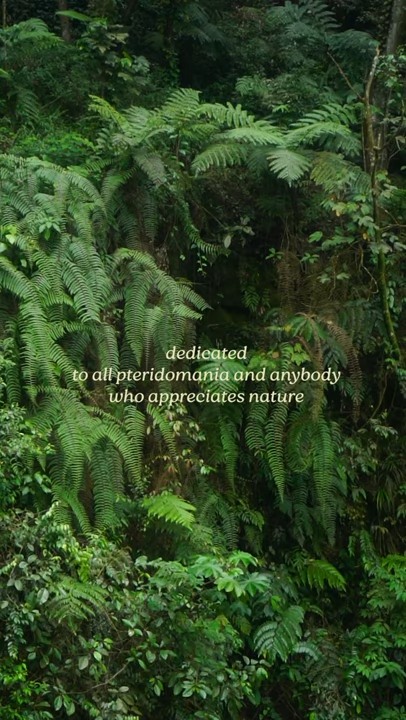 dedicated
to all pteridomania and anybody
who appreciates nature